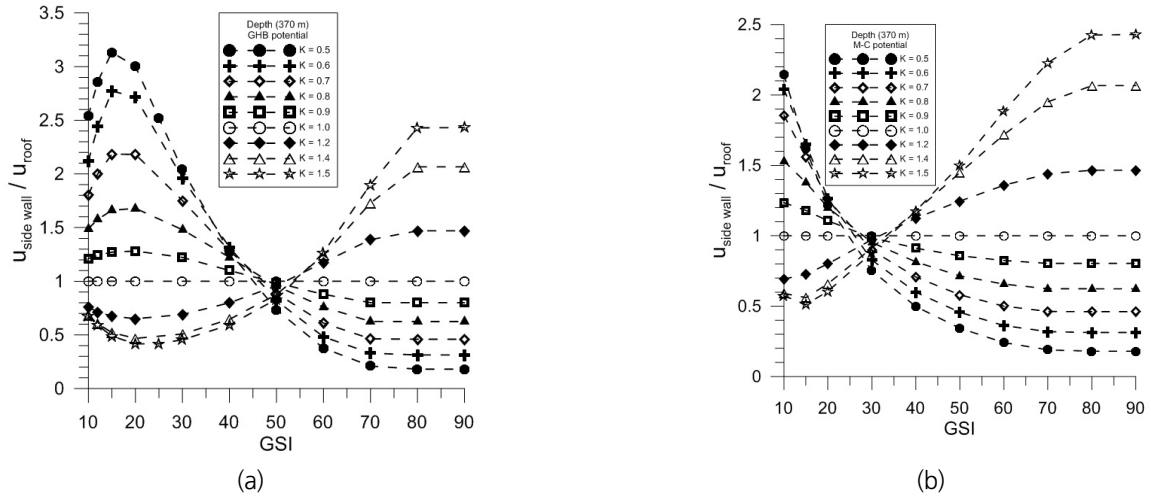 3.5
3
2.5
2
1.5
1
0.5
0
u side wall / u roof
Depth (370 m)
GHB potential
K = 0.5
K = 0.6
K = 0.7
K = 0.8
K = 0.9
K = 1.0
K = 1.2
K = 1.4
K = 1.5
10 20 30 40 50 60 70 80 90
GSI
(a)
2.5
2
1.5
1
0.5
0
u side wall / u roof
Depth (370 m)
M-C potential
K = 0.5
K = 0.6
K = 0.7
K = 0.8
K = 0.9
K = 1.0
K = 1.2
K = 1.4
K = 1.5
10 20 30 40 50 60 70 80 90
GSI
(b)